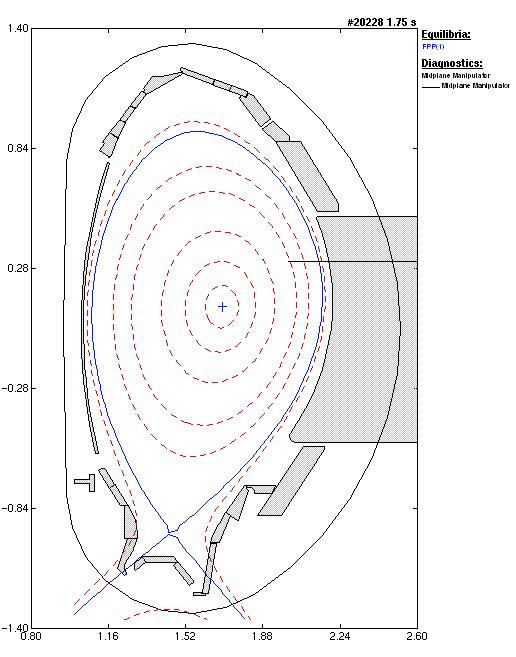 #20228 1.75 s
1.40
0.84
0.28
-0.28
-0.84
-1.40
0.80 1.16 1.52 1.88 2.24 2.60
Equilibria:
FPP(1)
Diagnostics:
Midplane Manipulator
Midplane Manipulator